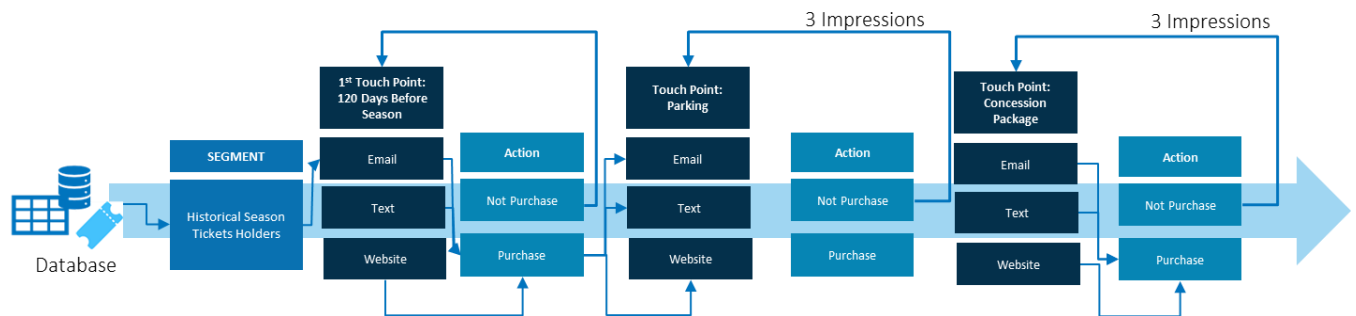 3 Impressions
3 Impressions
Database
SEGMENT
Historical Season
Tickets Holders
1st Touch Point:
120 Days Before
Season
Email
Text
Website
Action
Not Purchase
Purchase
Touch Point:
Parking
Email
Text
Website
Action
Not Purchase
Purchase
Touch Point:
Concession
Package
Email
Text
Website
Action
Not Purchase
Purchase